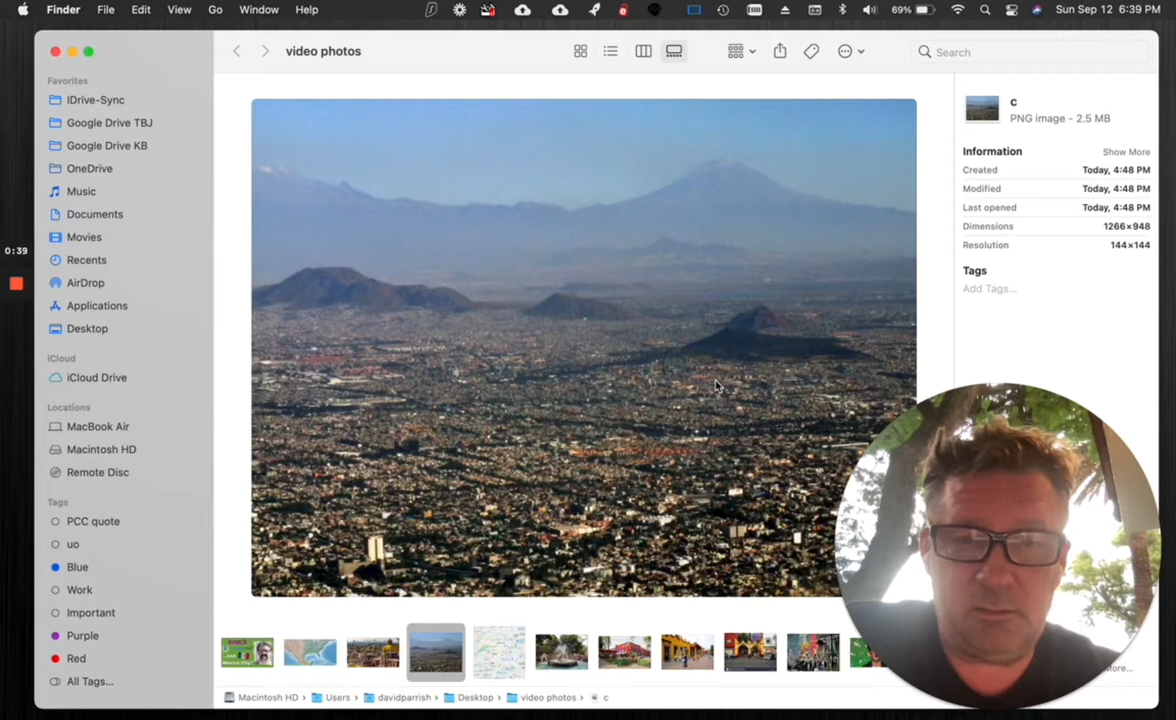 Finder File Edit View Go Window Help 69% Sun Sep 12 6:39 PM
video photos
Search
Favorites
IDrive-Sync
Google Drive TBJ
Google Drive KB
OneDrive
Music
Documents
Movies
Recents
AirDrop
Applications
Desktop
iCloud
iCloud Drive
Locations
MacBook Air
Macintosh HD
Remote Disc
Tags
PCC quote
uo
Blue
Work
Important
Purple
Red
All Tags...
0:39
c
PNG image - 2.5 MB
Information Show More
Created Today, 4:48 PM
Modified Today, 4:48 PM
Last opened Today, 4:48 PM
Dimensions 1266×948
Resolution 144×144
Tags
Add Tags...
More...
Macintosh HD › Users › davidparrish › Desktop › video photos › c